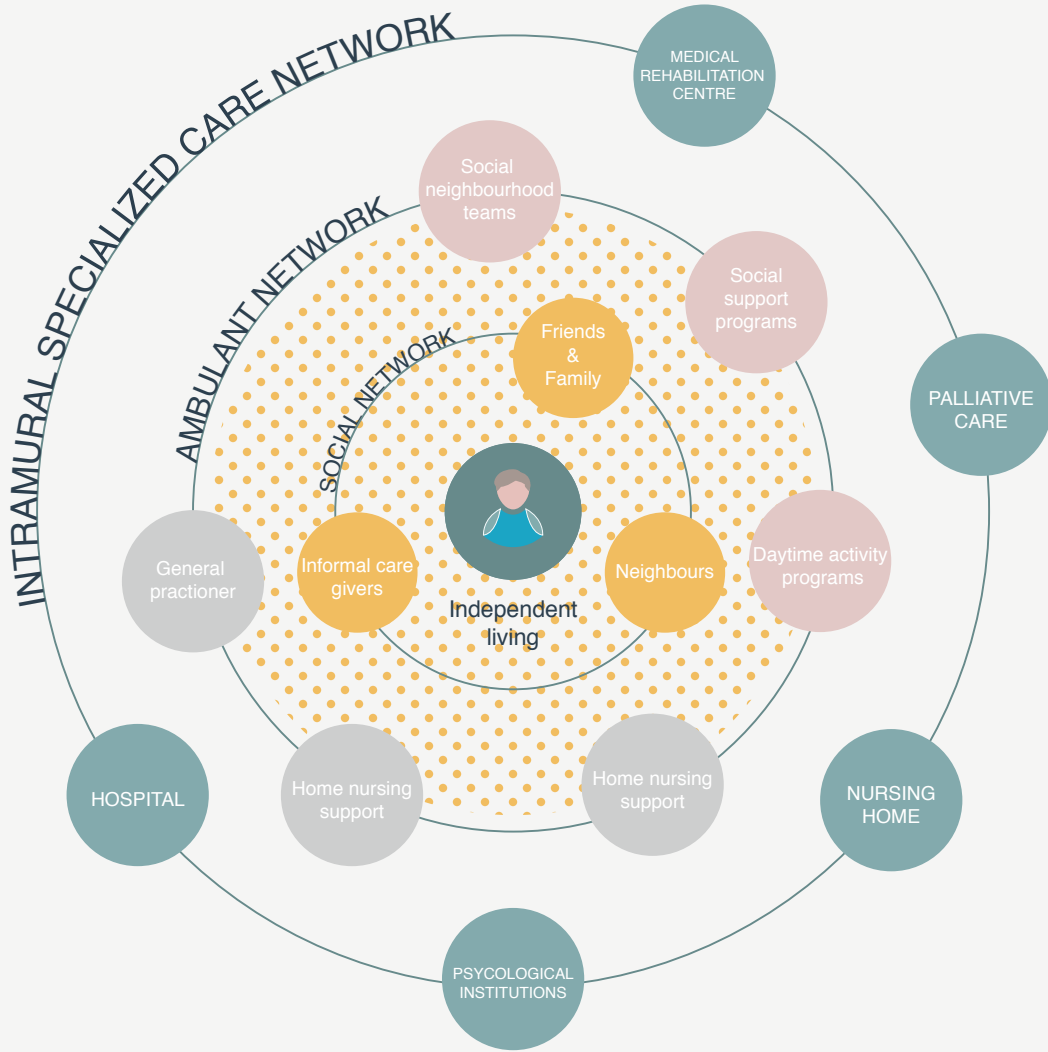 INTRAMURAL SPECIALIZED CARE NETWORK
MEDICAL
REHABILITATION
CENTRE
AMBULANT NETWORK
Social
neighbourhood
teams
Social
support
programs
SOCIAL NETWORK
Friends
&
Family
PALLIATIVE
CARE
General
practioner
Informal care
givers
Independent
living
Neighbours
Daytime activity
programs
HOSPITAL
Home nursing
support
Home nursing
support
NURSING
HOME
PSYCOLOGICAL
INSTITUTIONS